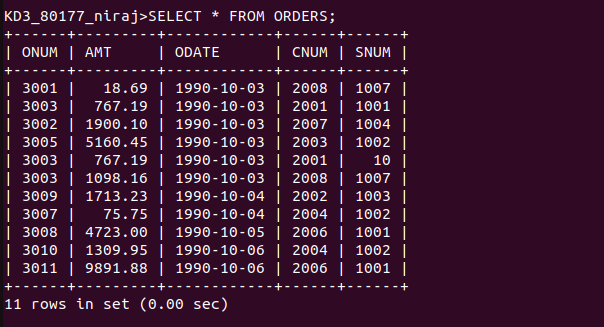 KD3_80177_niraj>SELECT * FROM ORDERS;
+------+---------+------------+------+------+
| ONUM | AMT     | ODATE      | CNUM | SNUM |
+------+---------+------------+------+------+
| 3001 |   18.69 | 1990-10-03 | 2008 | 1007 |
| 3003 |  767.19 | 1990-10-03 | 2001 | 1001 |
| 3002 | 1900.10 | 1990-10-03 | 2007 | 1004 |
| 3005 | 5160.45 | 1990-10-03 | 2003 | 1002 |
| 3003 |  767.19 | 1990-10-03 | 2001 |   10 |
| 3003 | 1098.16 | 1990-10-03 | 2008 | 1007 |
| 3009 | 1713.23 | 1990-10-04 | 2002 | 1003 |
| 3007 |   75.75 | 1990-10-04 | 2004 | 1002 |
| 3008 | 4723.00 | 1990-10-05 | 2006 | 1001 |
| 3010 | 1309.95 | 1990-10-06 | 2004 | 1002 |
| 3011 | 9891.88 | 1990-10-06 | 2006 | 1001 |
+------+---------+------------+------+------+
11 rows in set (0.00 sec)